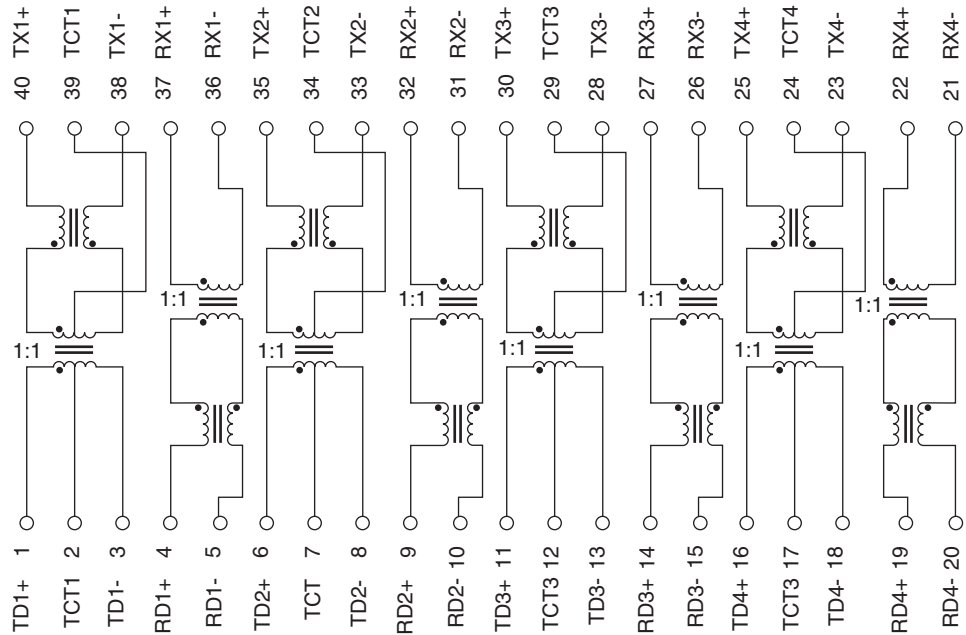 TX1+ TCT1 TX1- RX1+ RX1- TX2+ TCT2 TX2- RX2+ RX2- TX3+ TCT3 TX3- RX3+ RX3- TX4+ TCT4 TX4- RX4+ RX4-
40 39 38 37 36 35 34 33 32 31 30 29 28 27 26 25 24 23 22 21
1:1 1:1 1:1 1:1
1:1 1:1 1:1 1:1
1 2 3 4 5 6 7 8 9 10 11 12 13 14 15 16 17 18 19 20
TD1+ TCT1 TD1- RD1+ RD1- TD2+ TCT TD2- RD2+ RD2- TD3+ TCT3 TD3- RD3+ RD3- TD4+ TCT3 TD4- RD4+ RD4-